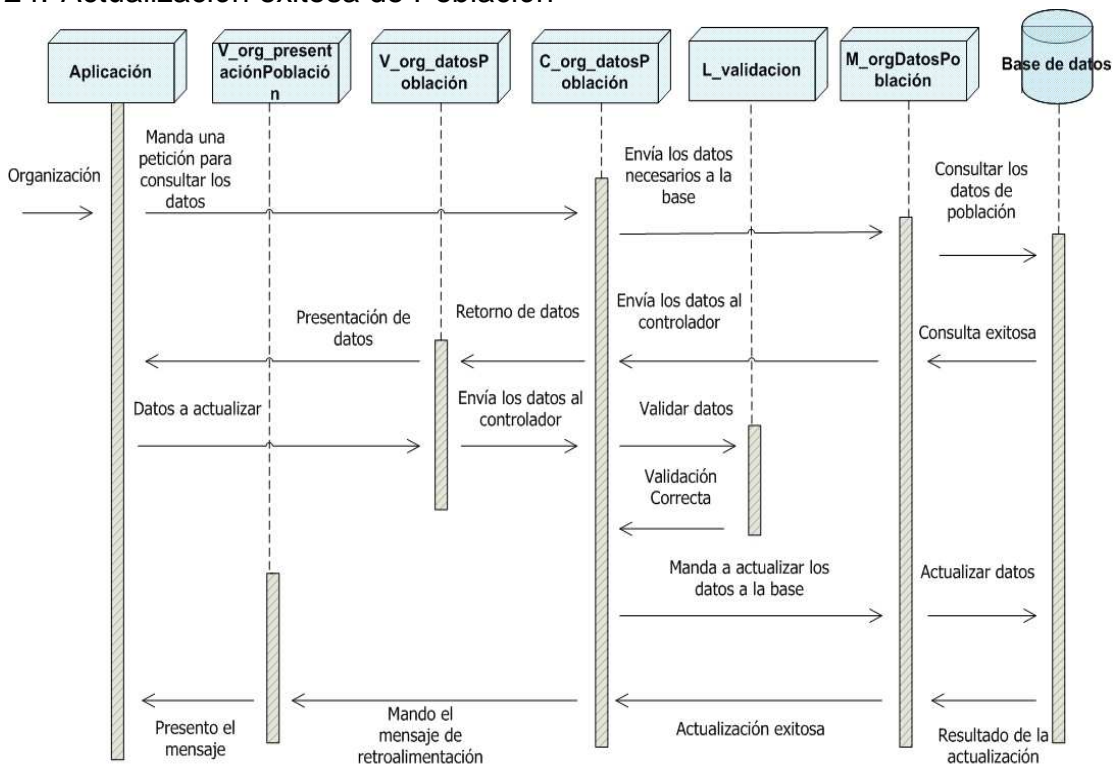 Actualización exitosa de Población
Aplicación
V_org_present
aciónPoblació
n
V_org_datosP
oblación
C_org_datosP
oblación
L_validacion
M_orgDatosPo
blación
Base de datos
Organización
Manda una
petición para
consultar los
datos
Envía los datos
necesarios a la
base
Consultar los
datos de
población
Presentación de
datos
Retorno de datos
Envía los datos al
controlador
Consulta exitosa
Datos a actualizar
Envía los datos al
controlador
Validar datos
Validación
Correcta
Manda a actualizar los
datos a la base
Actualizar datos
Presento el
mensaje
Mando el
mensaje de
retroalimentación
Actualización exitosa
Resultado de la
actualización